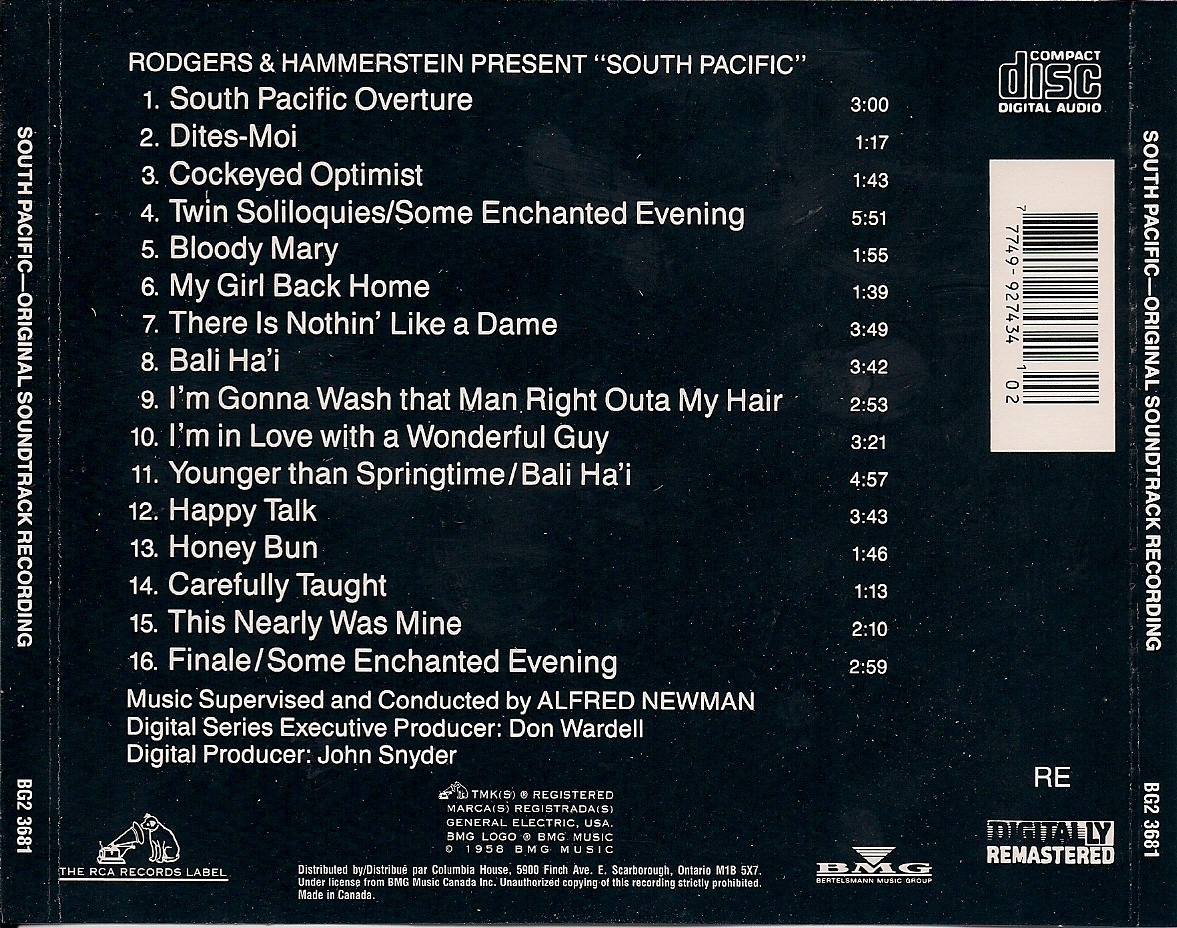 RODGERS & HAMMERSTEIN PRESENT “SOUTH PACIFIC”
1. South Pacific Overture 3:00
2. Dites-Moi 1:17
3. Cockeyed Optimist 1:43
4. Twin Soliloquies/Some Enchanted Evening 5:51
5. Bloody Mary 1:55
6. My Girl Back Home 1:39
7. There Is Nothin’ Like a Dame 3:49
8. Bali Ha’i 3:42
9. I’m Gonna Wash that Man Right Outa My Hair 2:53
10. I’m in Love with a Wonderful Guy 3:21
11. Younger than Springtime/Bali Ha’i 4:57
12. Happy Talk 3:43
13. Honey Bun 1:46
14. Carefully Taught 1:13
15. This Nearly Was Mine 2:10
16. Finale/Some Enchanted Evening 2:59
Music Supervised and Conducted by ALFRED NEWMAN
Digital Series Executive Producer: Don Wardell
Digital Producer: John Snyder
TMK(S) ® REGISTERED
MARCA(S) REGISTRADA(S)
GENERAL ELECTRIC, USA.
BMG LOGO ® BMG MUSIC
© 1958 BMG MUSIC
THE RCA RECORDS LABEL
Distributed by/Distribué par Columbia House, 5900 Finch Ave. E. Scarborough, Ontario M1B 5X7.
Under license from BMG Music Canada Inc. Unauthorized copying of this recording strictly prohibited.
Made in Canada.
BMG
BERTELSMANN MUSIC GROUP
COMPACT
disc
DIGITAL AUDIO
7 7749-927434 1 02
RE
DIGITALLY
REMASTERED
SOUTH PACIFIC—ORIGINAL SOUNDTRACK RECORDING BG2 3681
SOUTH PACIFIC—ORIGINAL SOUNDTRACK RECORDING BG2 3681